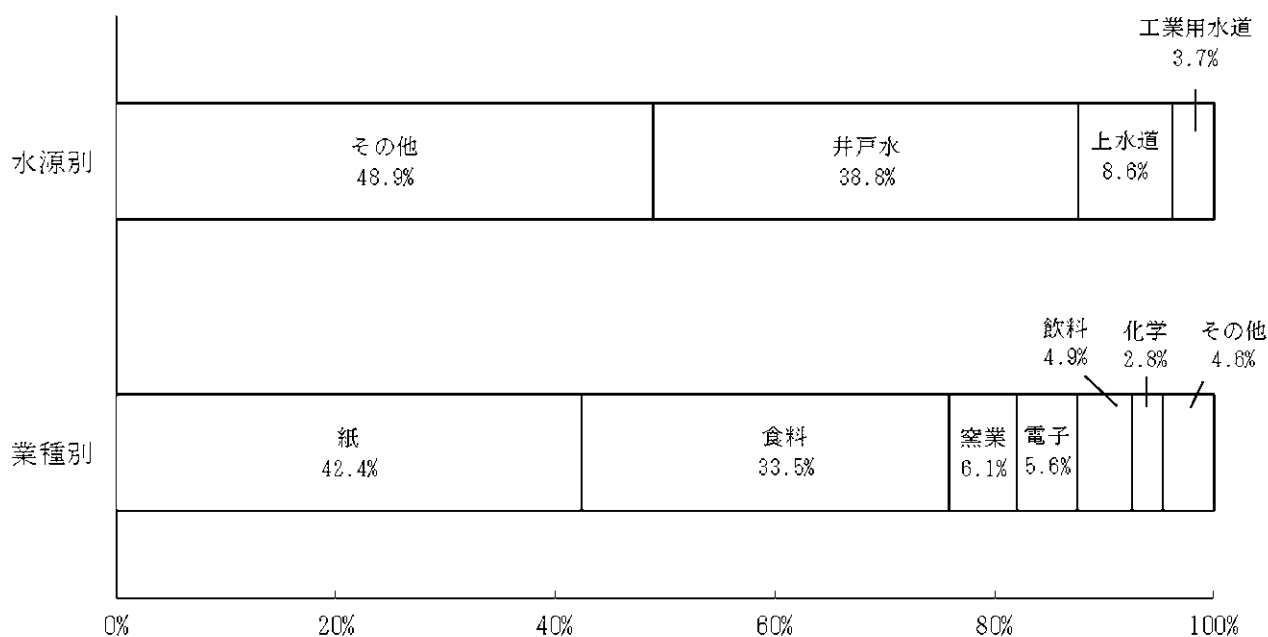 工業用水道
3.7%
水源別
その他
48.9%
井戸水
38.8%
上水道
8.6%
飲料
4.9%
化学
2.8%
その他
4.6%
業種別
紙
42.4%
食料
33.5%
窯業
6.1%
電子
5.6%
0%
20%
40%
60%
80%
100%